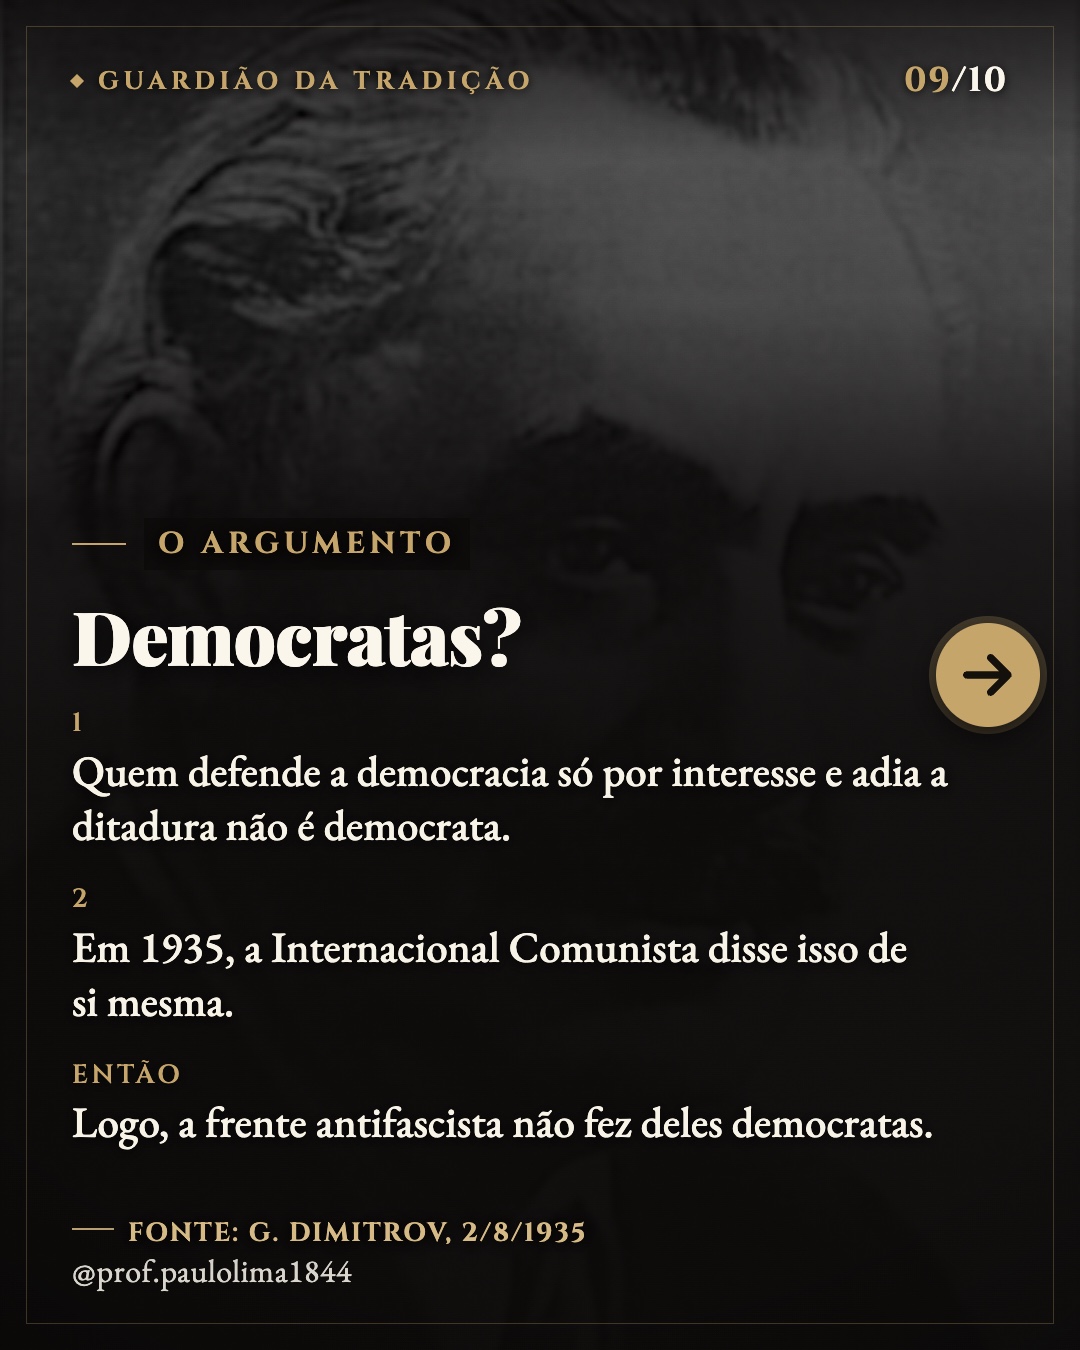 GUARDIÃO DA TRADIÇÃO
09/10
O ARGUMENTO
Democratas?
1
Quem defende a democracia só por interesse e adia a
ditadura não é democrata.
2
Em 1935, a Internacional Comunista disse isso de
si mesma.
ENTÃO
Logo, a frente antifascista não fez deles democratas.
FONTE: G. DIMITROV, 2/8/1935
@prof.paulolima1844